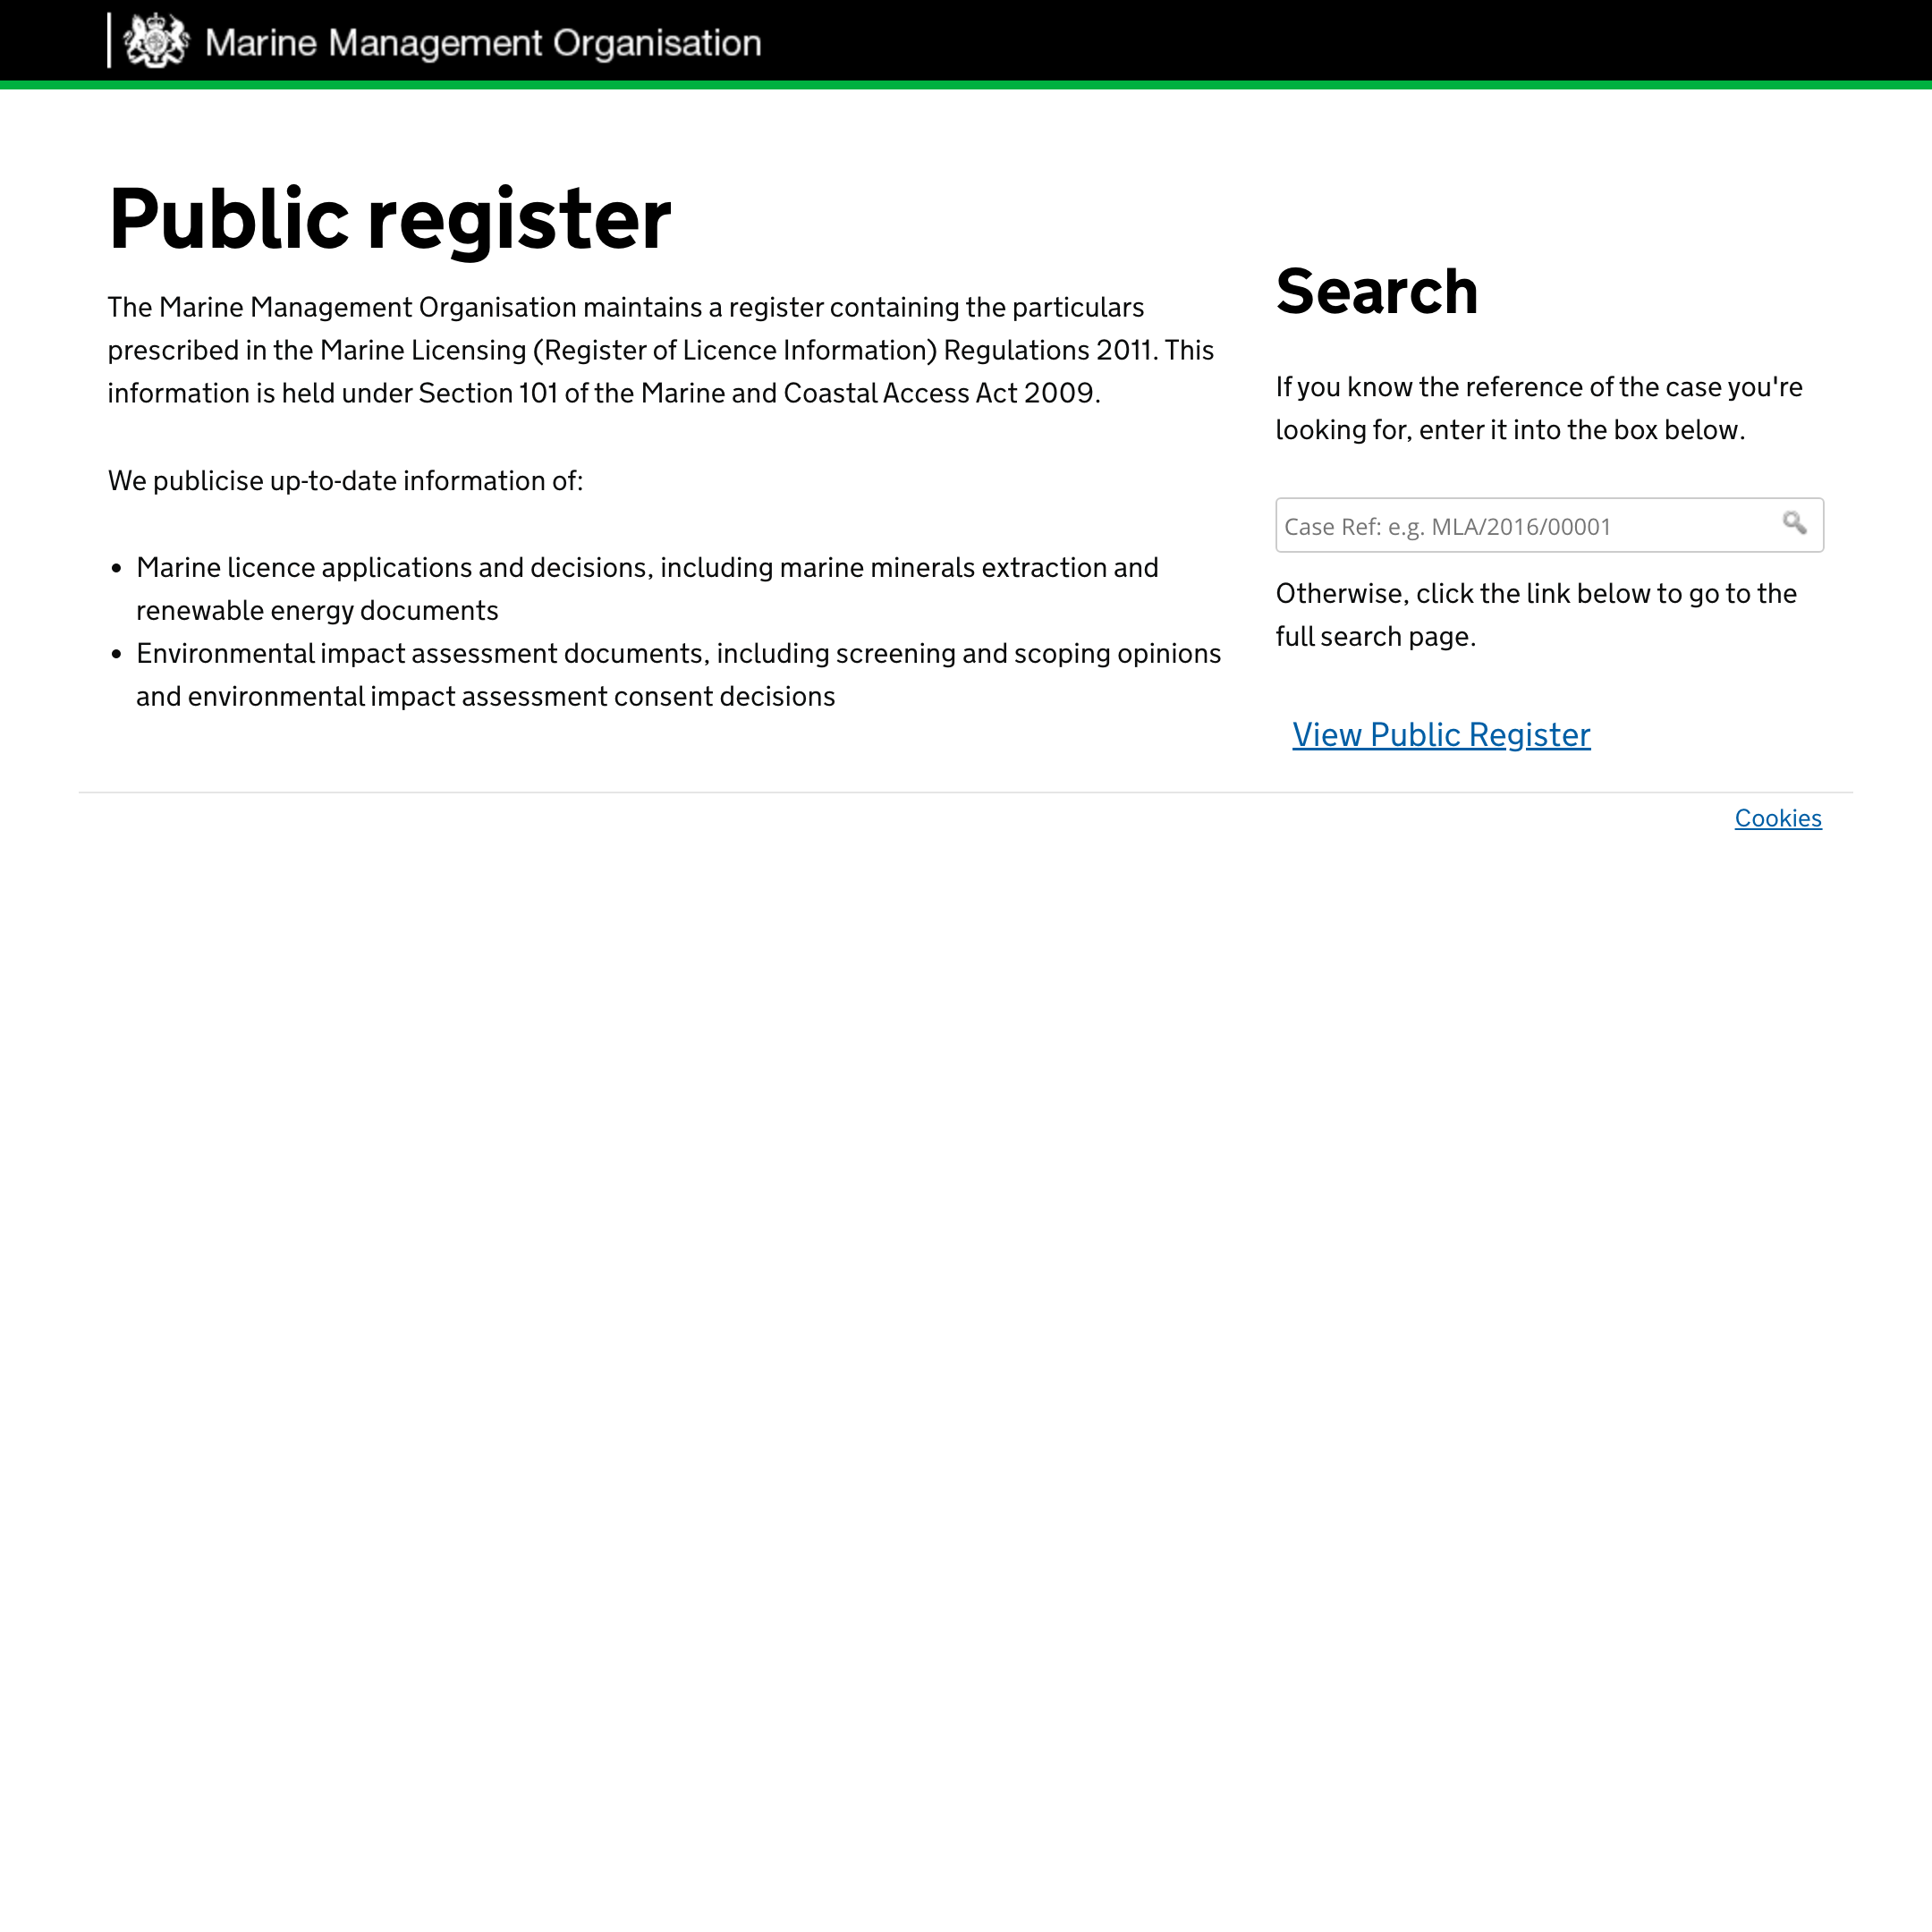 Marine Management Organisation
Public register
The Marine Management Organisation maintains a register containing the particulars
prescribed in the Marine Licensing (Register of Licence Information) Regulations 2011. This
information is held under Section 101 of the Marine and Coastal Access Act 2009.
We publicise up-to-date information of:
• Marine licence applications and decisions, including marine minerals extraction and
renewable energy documents
• Environmental impact assessment documents, including screening and scoping opinions
and environmental impact assessment consent decisions
Search
If you know the reference of the case you're
looking for, enter it into the box below.
Case Ref: e.g. MLA/2016/00001
Otherwise, click the link below to go to the
full search page.
View Public Register
Cookies